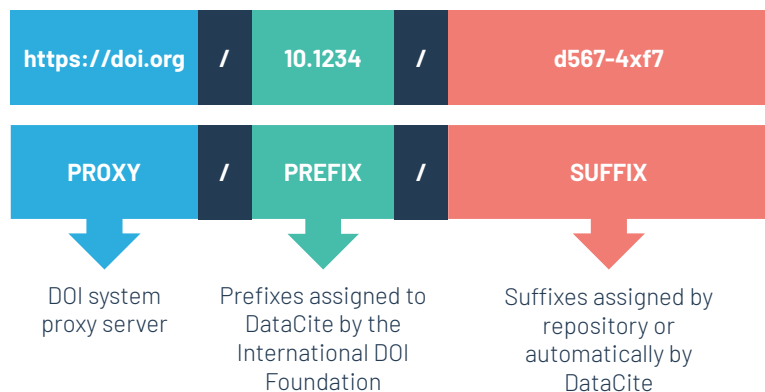 https://doi.org / 10.1234 / d567-4xf7
PROXY / PREFIX / SUFFIX
DOI system
proxy server
Prefixes assigned to
DataCite by the
International DOI
Foundation
Suffixes assigned by
repository or
automatically by
DataCite